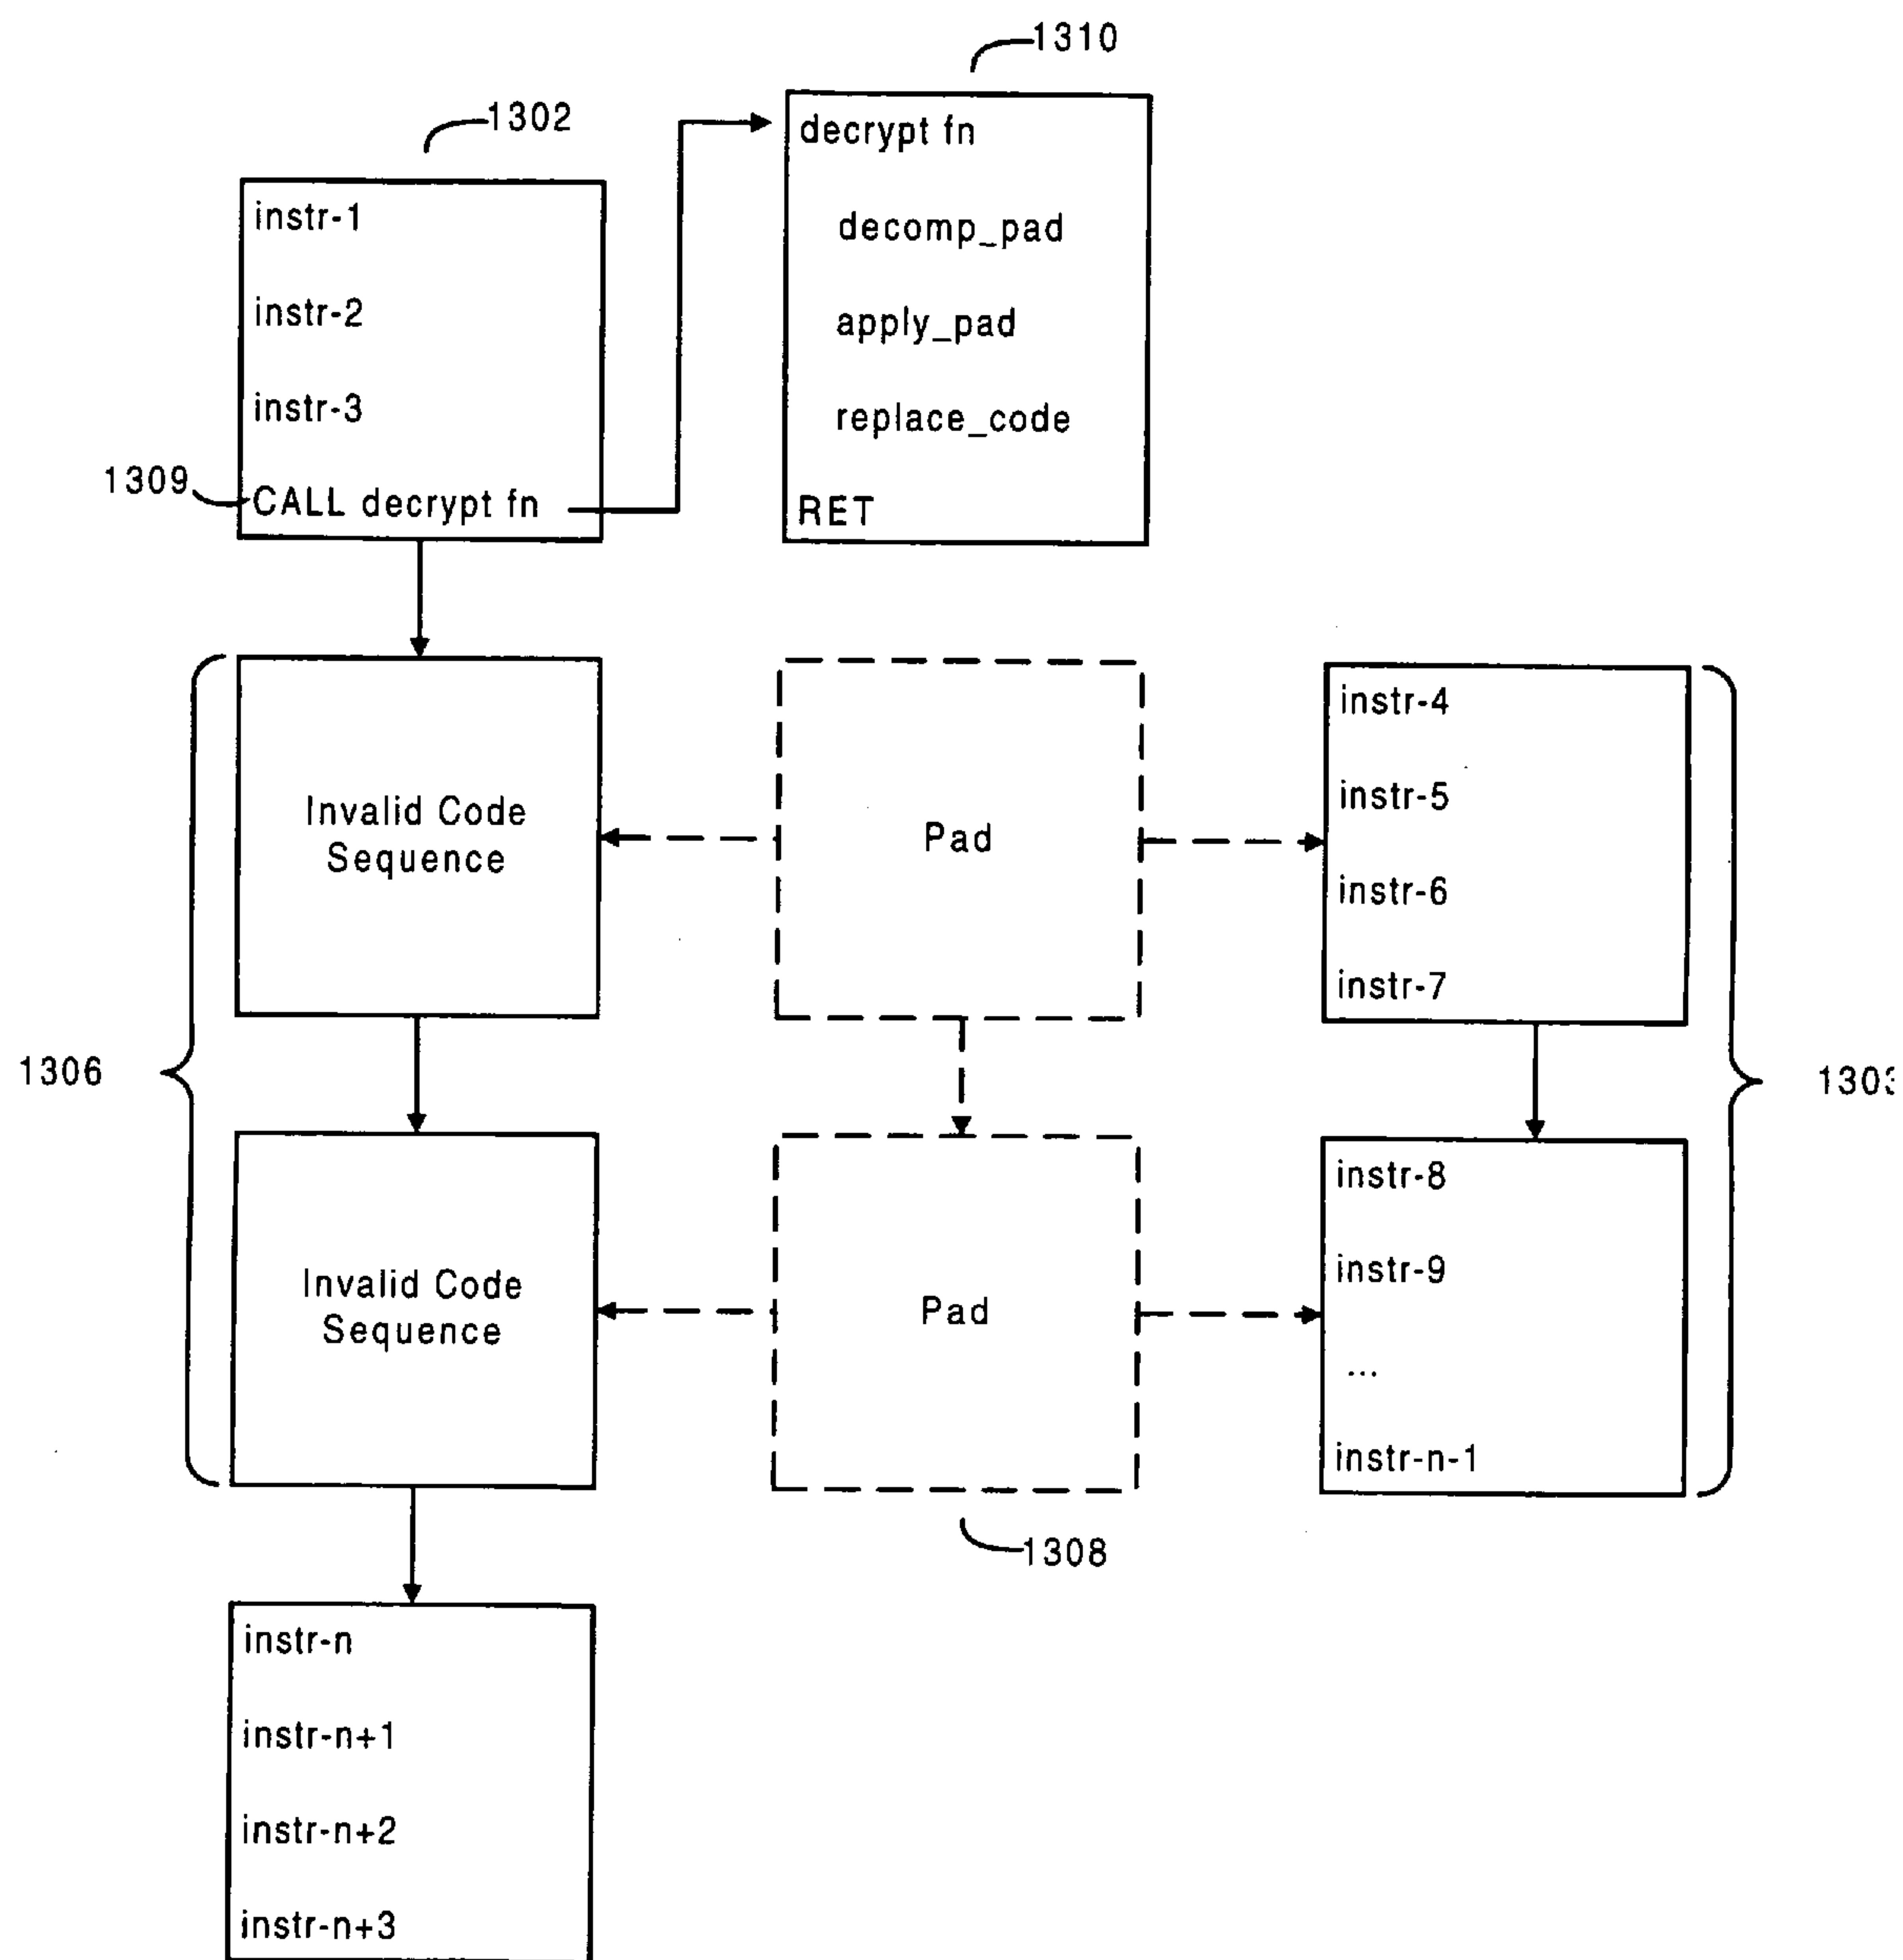 1310
1302
decrypt fn
decomp_pad
apply_pad
replace_code
RET
instr-1
instr-2
instr-3
1309
CALL decrypt fn
Invalid Code
Sequence
Pad
instr-4
instr-5
instr-6
instr-7
1306
Invalid Code
Sequence
Pad
instr-8
instr-9
...
instr-n-1
1308
instr-n
instr-n+1
instr-n+2
instr-n+3